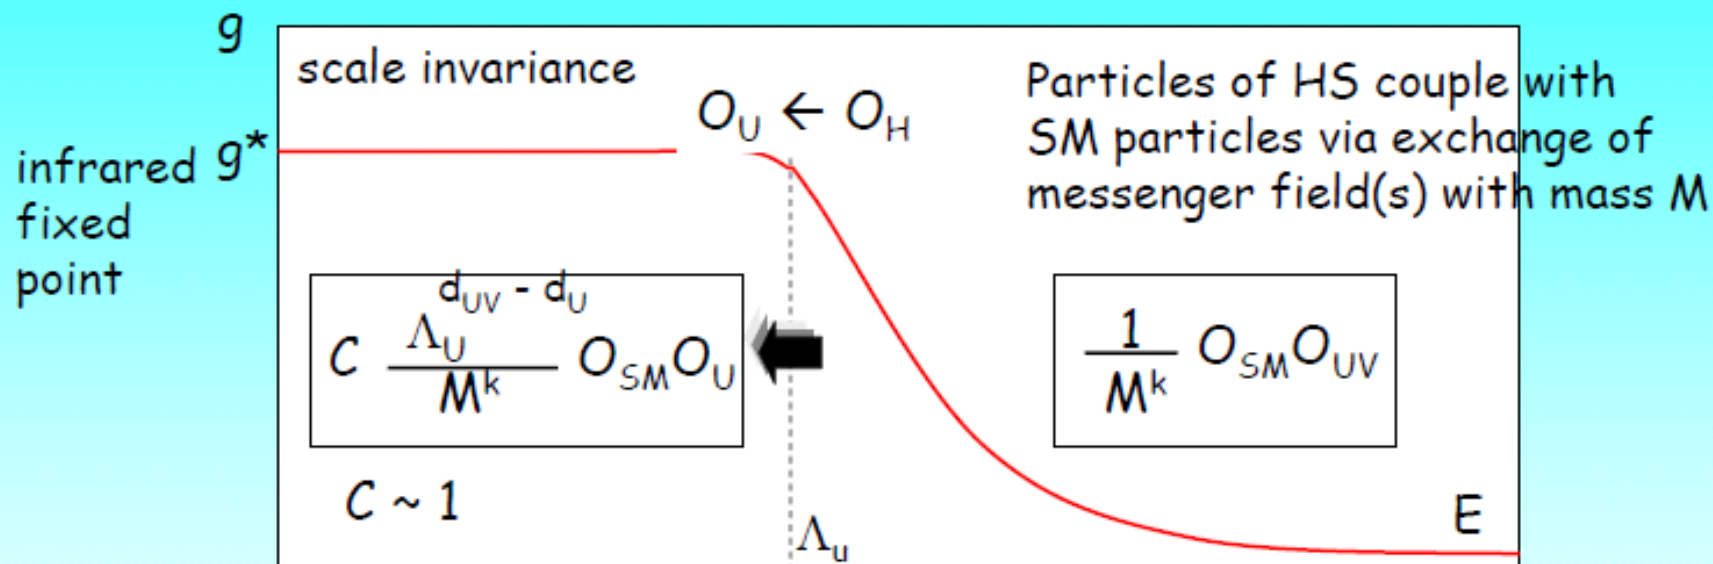 g
scale invariance
O_U ← O_H
Particles of HS couple with
SM particles via exchange of
messenger field(s) with mass M
infrared g*
fixed
point
d_UV - d_U
C Λ_U / M^k O_SM O_U
1 / M^k O_SM O_UV
C ~ 1
E
Λ_u